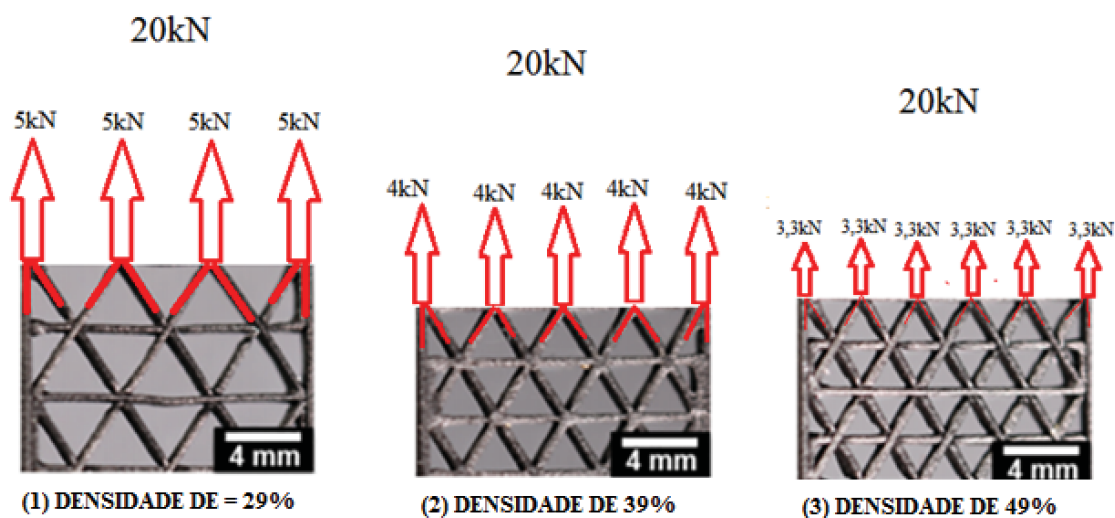 20kN
5kN 5kN 5kN 5kN
4 mm
(1) DENSIDADE DE = 29%
20kN
4kN 4kN 4kN 4kN 4kN
4 mm
(2) DENSIDADE DE 39%
20kN
3,3kN 3,3kN 3,3kN 3,3kN 3,3kN 3,3kN
4 mm
(3) DENSIDADE DE 49%